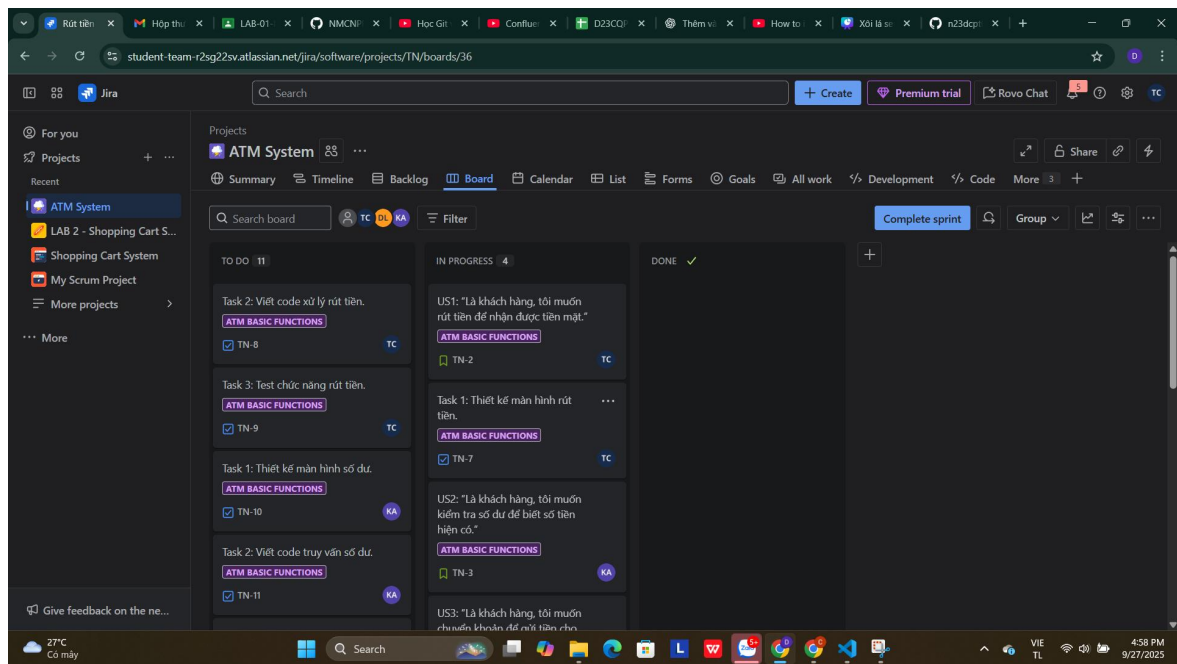 Rút tiền
Hộp thu
LAB-01-
NMCNP
Học Git
Conflue
D23CQ
Thêm và
How to
Xôi lá se
n23dcpt
student-team-r2sg22sv.atlassian.net/jira/software/projects/TN/boards/36
D
Jira
Search
+ Create
Premium trial
Rovo Chat
5
TC
For you
Projects
Recent
ATM System
LAB 2 - Shopping Cart S...
Shopping Cart System
My Scrum Project
More projects
More
Give feedback on the ne...
Projects
ATM System
Share
Summary
Timeline
Backlog
Board
Calendar
List
Forms
Goals
All work
Development
Code
More 3
Search board
TC
DL
KA
Filter
Complete sprint
Group
TO DO 11
Task 2: Viết code xử lý rút tiền.
ATM BASIC FUNCTIONS
TN-8
TC
Task 3: Test chức năng rút tiền.
ATM BASIC FUNCTIONS
TN-9
TC
Task 1: Thiết kế màn hình số dư.
ATM BASIC FUNCTIONS
TN-10
KA
Task 2: Viết code truy vấn số dư.
ATM BASIC FUNCTIONS
TN-11
KA
IN PROGRESS 4
US1: “Là khách hàng, tôi muốn
rút tiền để nhận được tiền mặt.”
ATM BASIC FUNCTIONS
TN-2
TC
Task 1: Thiết kế màn hình rút
tiền.
ATM BASIC FUNCTIONS
TN-7
TC
US2: “Là khách hàng, tôi muốn
kiểm tra số dư để biết số tiền
hiện có.”
ATM BASIC FUNCTIONS
TN-3
KA
US3: “Là khách hàng, tôi muốn
chuyển khoản để gửi tiền cho
DONE
27°C
Có mây
Search
Zalo
5+
L
VIE
TL
4:58 PM
9/27/2025